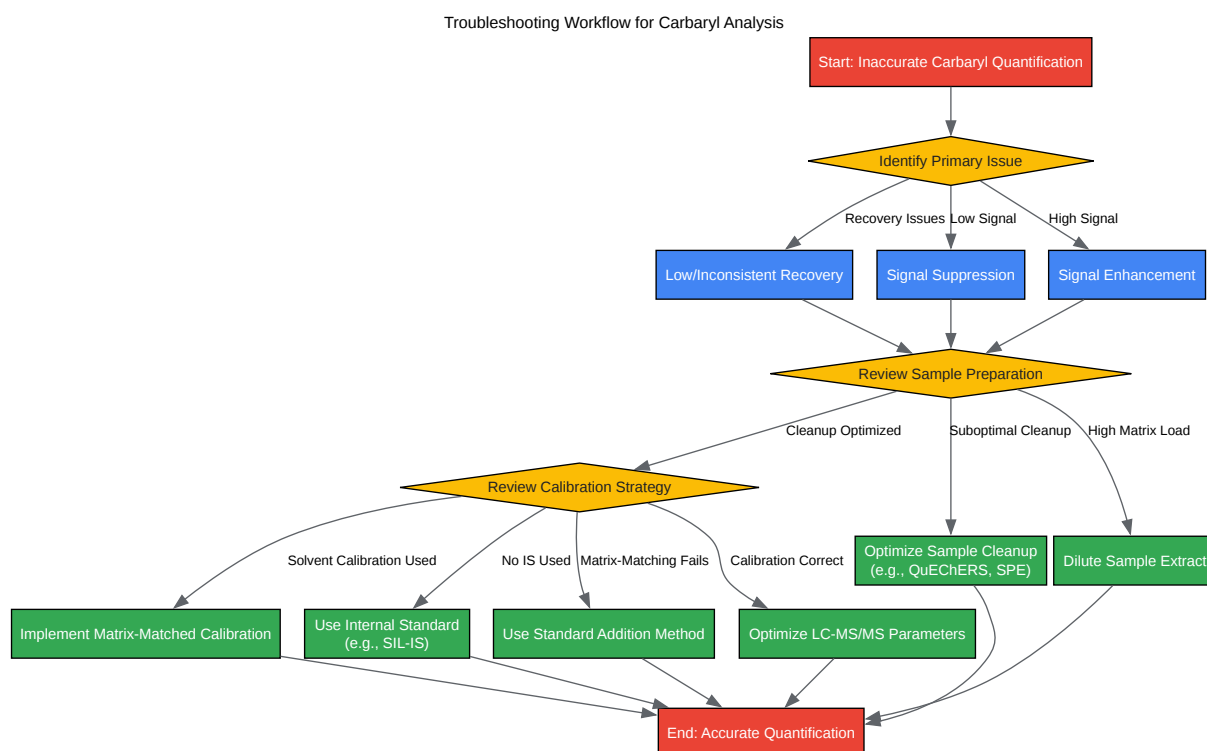 Troubleshooting Workflow for Carbaryl Analysis
Start: Inaccurate Carbaryl Quantification
Identify Primary Issue
Recovery Issues
Low Signal
High Signal
Low/Inconsistent Recovery
Signal Suppression
Signal Enhancement
Review Sample Preparation
Cleanup Optimized
Suboptimal Cleanup
High Matrix Load
Review Calibration Strategy
Optimize Sample Cleanup
(e.g., QuEChERS, SPE)
Dilute Sample Extract
Solvent Calibration Used
No IS Used
Matrix-Matching Fails
Calibration Correct
Implement Matrix-Matched Calibration
Use Internal Standard
(e.g., SIL-IS)
Use Standard Addition Method
Optimize LC-MS/MS Parameters
End: Accurate Quantification